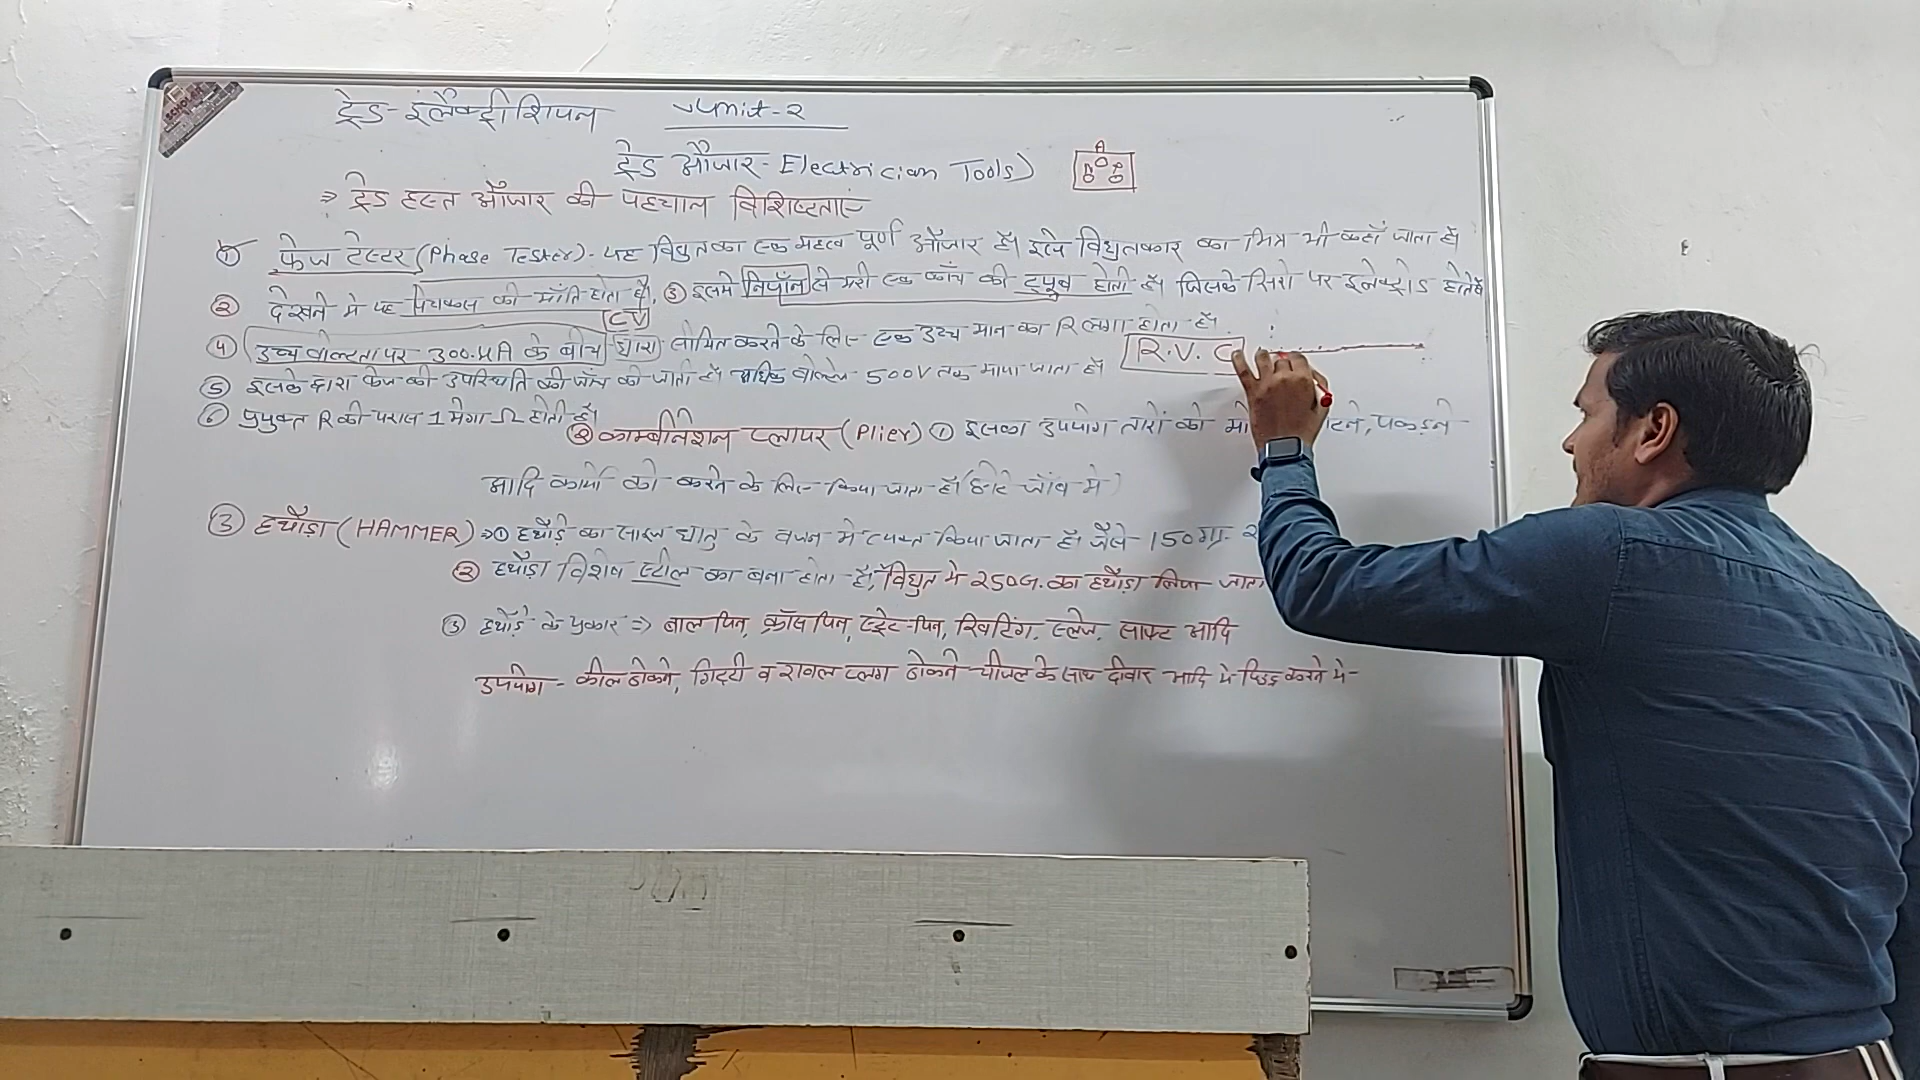 ट्रेड-इलैक्ट्रीशियन Unit-2
ट्रेड औजार- Electrician Tools)
⇒ ट्रेड हस्त औजार की पहचान विशिष्टताएं-
① फेज टेस्टर (Phase Tester)- यह विद्युत का एक महत्व पूर्ण औजार है। इसे विद्युतकार का मित्र भी कहाँ जाता है।
② देखने मे यह पेचकस की भाँति होता है, ③ इसमे निर्यान से भरी एक काँच की ट्यूब होती है। जिसके सिरो पर इलेक्ट्रोड होते है
CV
④ उच्च वोल्टता पर 300.µA के बीच धारा सीमित करने के लिए एक उच्च मान का R लगा होता है।
R.V.C
⑤ इसके द्वारा फेज की उपस्थिति की जाँच की जाती है। अधिक वोल्टेज 500V तक मापा जाता है।
⑥ प्रयुक्त R की परास 1 मेगा Ω होती है।
② काम्बीनेशन प्लायर (Plier) ① इसका उपयोग तारों को पकड़ने
आदि कार्यो को करने के लिए किया जाता है। (छोटे जॉब मे)
③ हथौड़ा (HAMMER) ⇒① हथौड़े का साइज धातु के वजन मे व्यक्त किया जाता है। जैसे 150 ग्रा.
② हथौड़ा विशेष स्टील का बना होता है, विद्युत मे 250G. का हथौड़ा लिया जाता
③ हथौड़े के प्रकार ⇒ बाल पिन, क्रॉस पिन, स्ट्रेट-पिन, रिवटिंग, स्लेज, साफ्ट आदि
उपयोग - कील ठोकने, गिट्टी व रावल प्लग ठोकने चीजल के साथ दीवार आदि मे छिद्र करने मे-